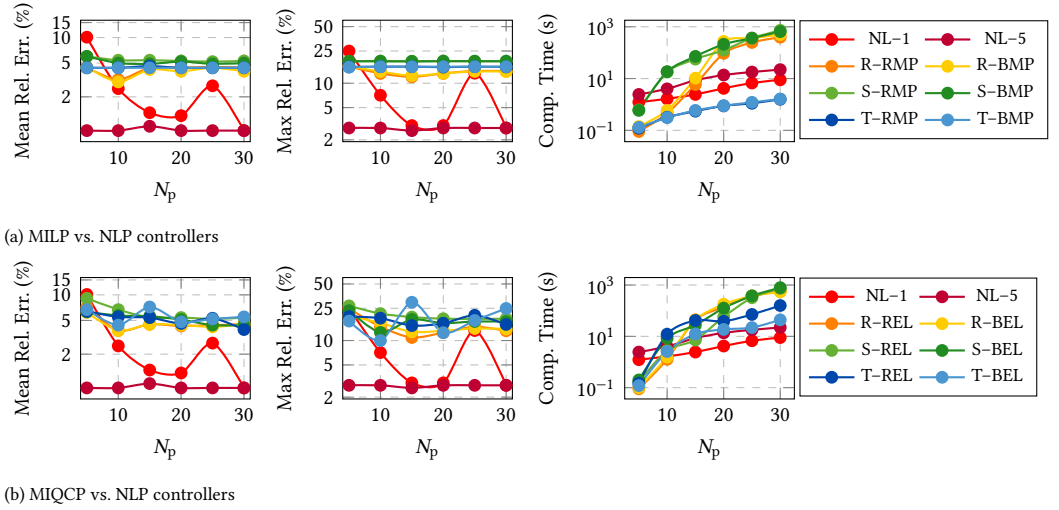 (a)
15
10
5
2
10
20
30
Mean Rel. Err. (%)
Np
50
25
10
5
2
10
20
30
Max Rel. Err. (%)
Np
10³
10¹
10⁻¹
10
20
30
Comp. Time (s)
Np
NL−1 NL−5
R−RMP R−BMP
S−RMP S−BMP
T−RMP T−BMP
(a) MILP vs. NLP controllers
(b)
15
10
5
2
10
20
30
Mean Rel. Err. (%)
Np
50
25
10
5
2
10
20
30
Max Rel. Err. (%)
Np
10³
10¹
10⁻¹
10
20
30
Comp. Time (s)
Np
NL−1 NL−5
R−REL R−BEL
S−REL S−BEL
T−REL T−BEL
(b) MIQCP vs. NLP controllers